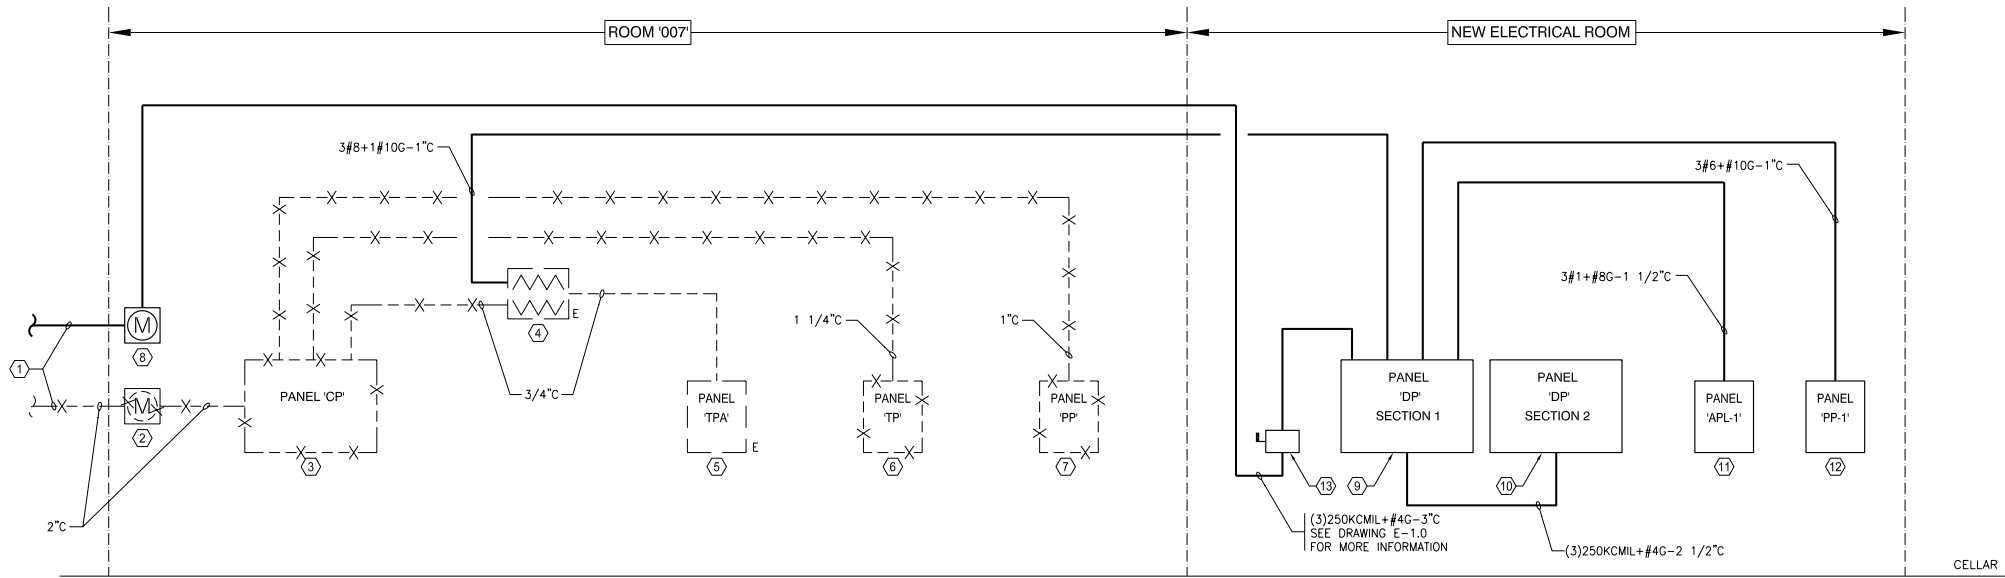 ROOM '007'
NEW ELECTRICAL ROOM
3#8+1#10G-1"C
3#6+#10G-1"C
3#1+#8G-1 1/2"C
1 1/4"C
1"C
M
8
1
M
2
2"C
PANEL 'CP'
3
E
4
3/4"C
PANEL
'TPA'
E
5
PANEL
'TP'
6
PANEL
'PP'
7
PANEL
'DP'
SECTION 1
9
PANEL
'DP'
SECTION 2
10
PANEL
'APL-1'
11
PANEL
'PP-1'
12
13
(3)250KCMIL+#4G-3"C
SEE DRAWING E-1.0
FOR MORE INFORMATION
(3)250KCMIL+#4G-2 1/2"C
CELLAR